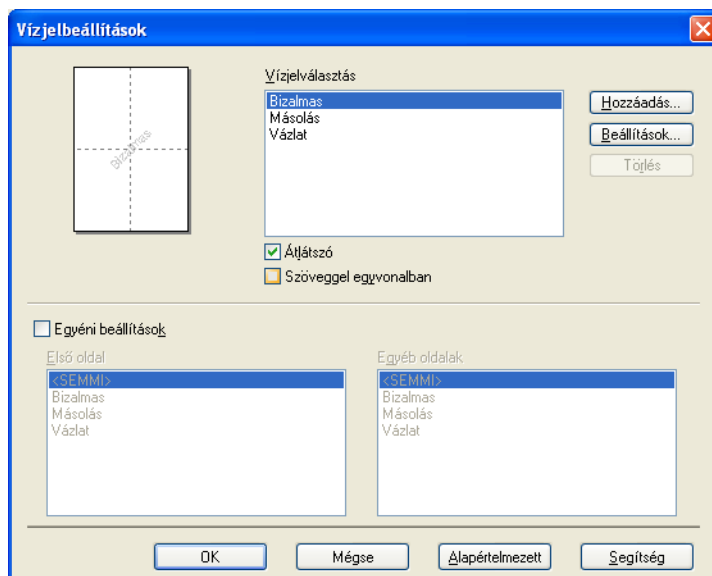 Vízjelbeállítások
Bizalmas
Vízjelválasztás
Bizalmas
Másolás
Vázlat
Hozzáadás...
Beállítások...
Törlés
Átlátszó
Szöveggel egyvonalban
Egyéni beállítások
Első oldal
<SEMMI>
Bizalmas
Másolás
Vázlat
Egyéb oldalak
<SEMMI>
Bizalmas
Másolás
Vázlat
OK
Mégse
Alapértelmezett
Segítség